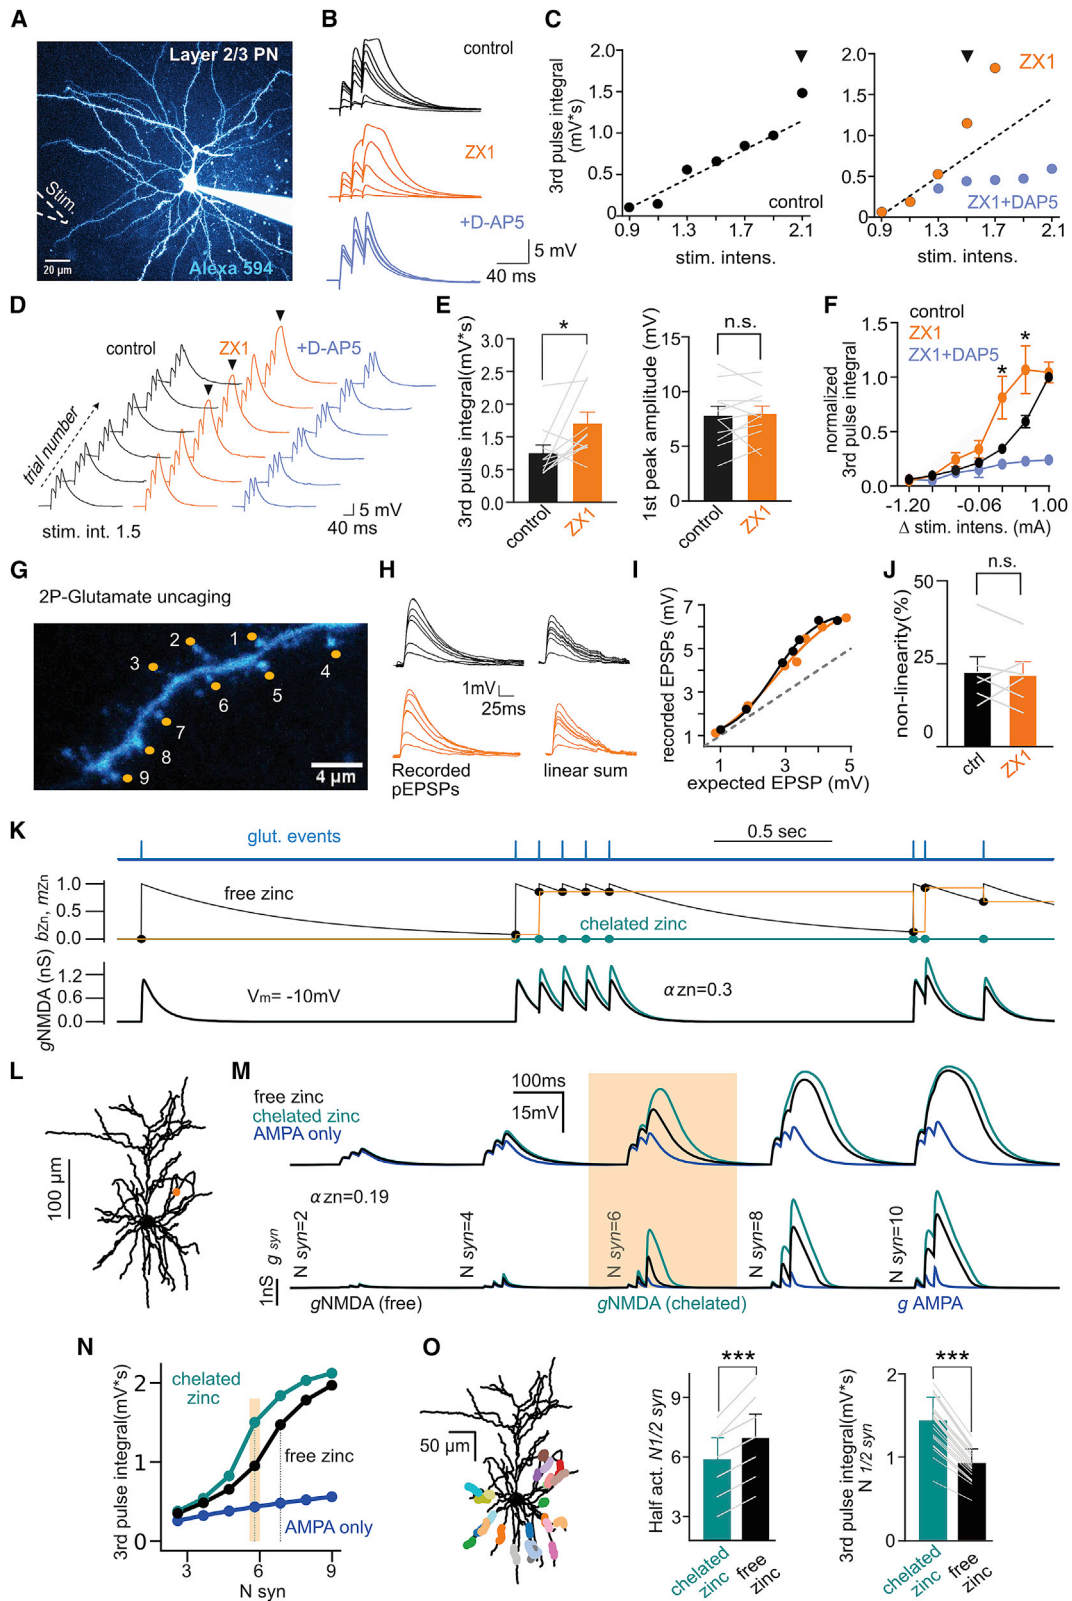 A
Layer 2/3 PN
Stim.
20 µm
Alexa 594
B
control
ZX1
+D-AP5
5 mV
40 ms
C
3rd pulse integral
(mV*s)
2.0
1.5
1.0
0.5
0
control
0.9
1.3
1.7
2.1
stim. intens.
2.0
1.5
1.0
0.5
0
ZX1
ZX1+DAP5
0.9
1.3
1.7
2.1
stim. intens.
D
control
ZX1
+D-AP5
trial number
stim. int. 1.5
5 mV
40 ms
E
3rd pulse integral(mV*s)
3.0
2.5
2.0
1.5
1.0
0.5
0.0
*
control
ZX1
1st peak amplitude (mV)
15
10
5
0
n.s.
control
ZX1
F
control
ZX1
ZX1+DAP5
normalized
3rd pulse integral
1.5
1.0
0.5
0.0
*
*
-1.20
-0.06
1.00
Δ stim. intens. (mA)
G
2P-Glutamate uncaging
1
2
3
4
5
6
7
8
9
4 µm
H
1mV
25ms
Recorded
pEPSPs
linear sum
I
recorded EPSPs (mV)
7
5
3
1
1
3
5
expected EPSP (mV)
J
non-linearity(%)
50
25
0
n.s.
ctrl
ZX1
K
glut. events
0.5 sec
bZn, mZn
1.0
0.5
0.0
free zinc
chelated zinc
gNMDA (nS)
1.2
0.6
0.0
Vm= -10mV
αzn=0.3
L
100 µm
M
free zinc
chelated zinc
AMPA only
100ms
15mV
αzn=0.19
g syn
1nS
N syn=2
N syn=4
N syn=6
N syn=8
N syn=10
gNMDA (free)
gNMDA (chelated)
g AMPA
N
3rd pulse integral(mV*s)
2
1
0
chelated
zinc
free zinc
AMPA only
3
6
9
N syn
O
50 µm
Half act. N1/2 syn
9
6
3
***
chelated
zinc
free
zinc
3rd pulse integral(mV*s)
N 1/2 syn
2
1
0
***
chelated
zinc
free
zinc